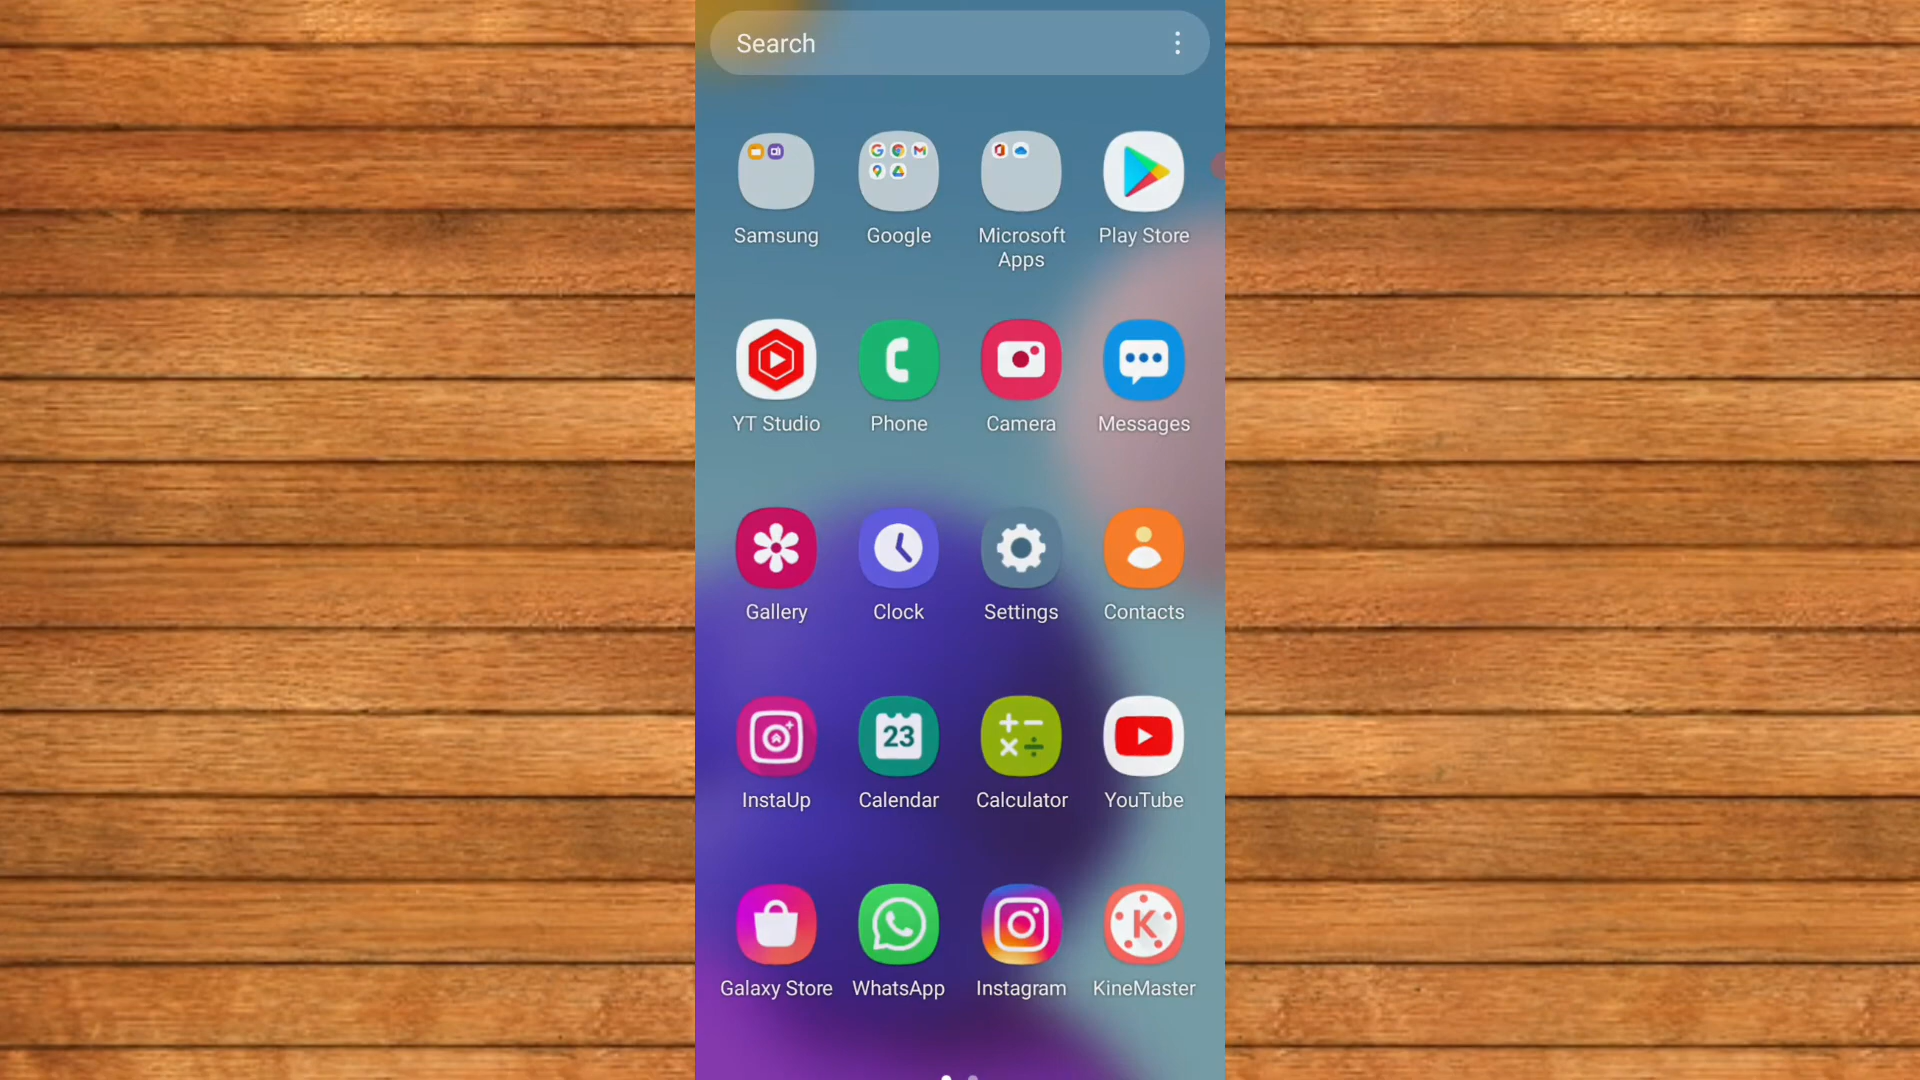 Search
Samsung
Google
Microsoft
Apps
Play Store
YT Studio
Phone
Camera
Messages
Gallery
Clock
Settings
Contacts
InstaUp
23
Calendar
Calculator
YouTube
Galaxy Store
WhatsApp
Instagram
K
KineMaster